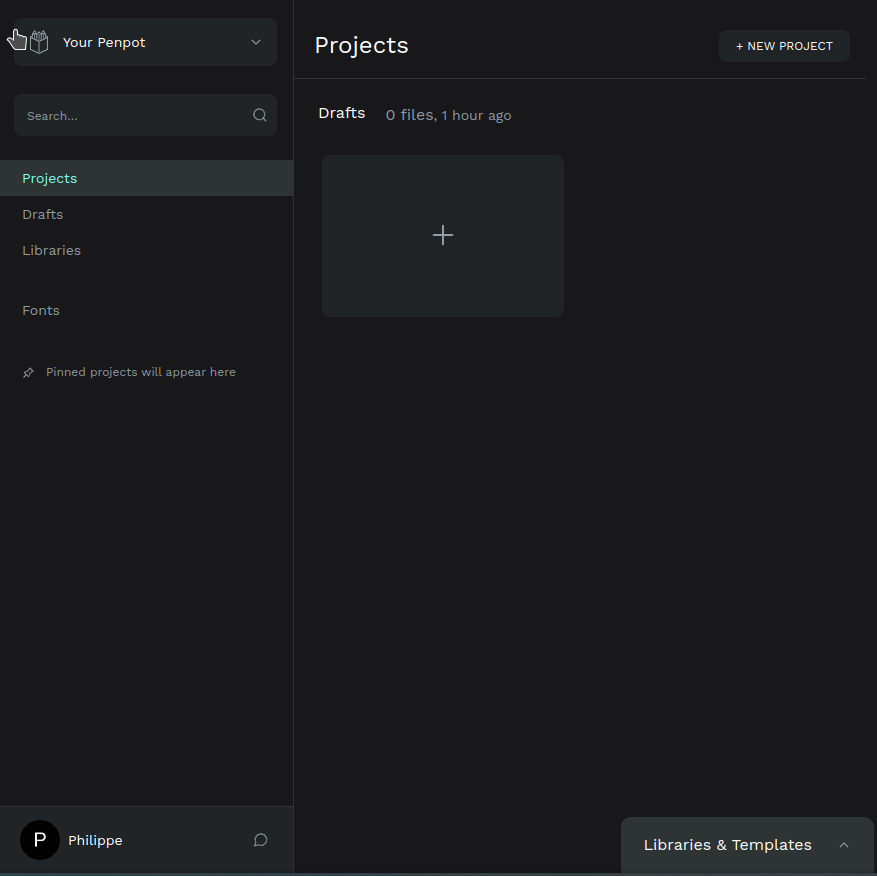 Your Penpot
Search...
Projects
Drafts
Libraries
Fonts
Pinned projects will appear here
P Philippe
Projects
+ NEW PROJECT
Drafts 0 files, 1 hour ago
Libraries & Templates